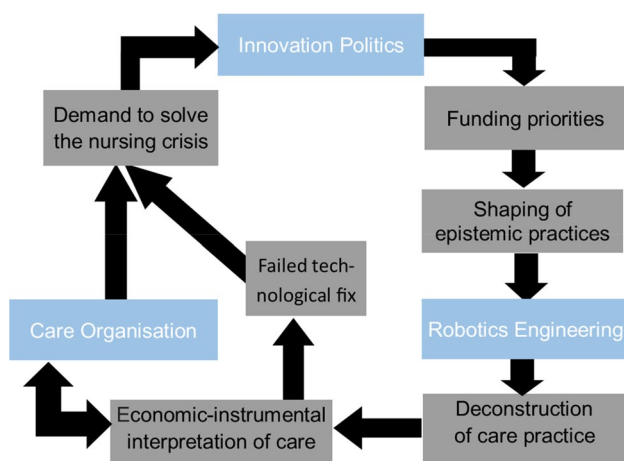 Innovation Politics
Demand to solve
the nursing crisis
Funding priorities
Shaping of
epistemic practices
Failed tech-
nological fix
Care Organisation
Robotics Engineering
Economic-instrumental
interpretation of care
Deconstruction
of care practice